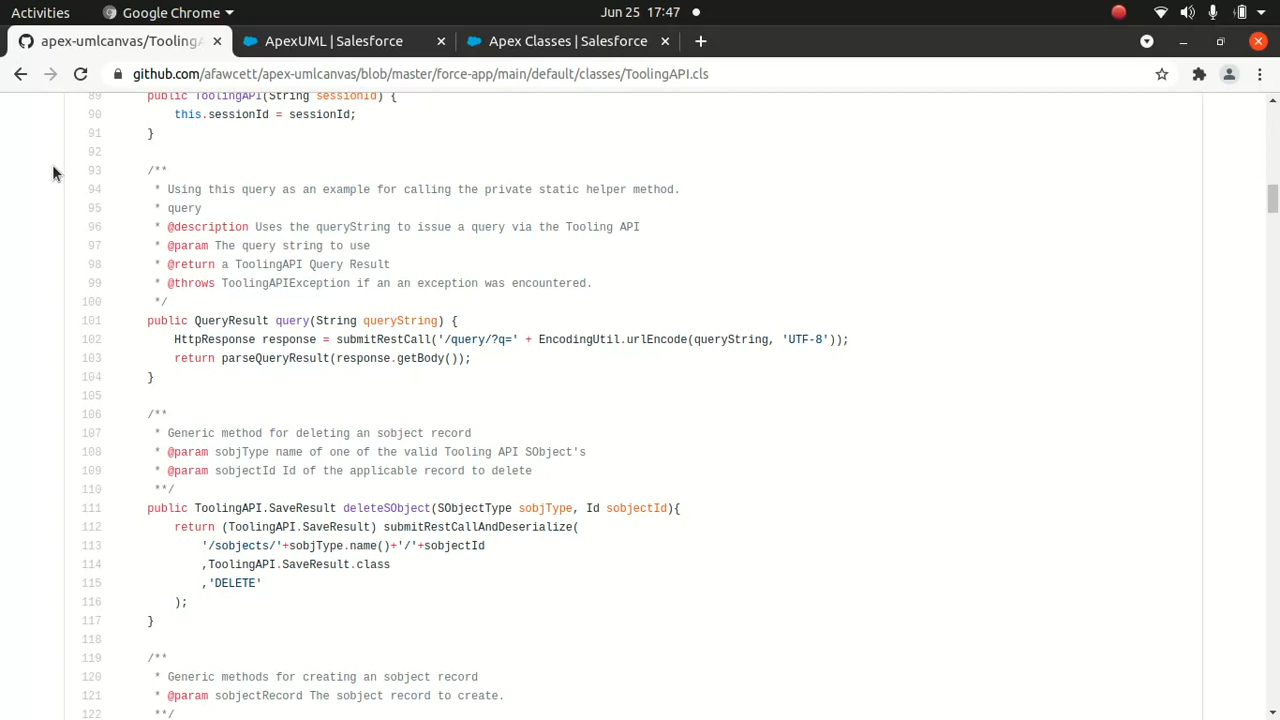 Activities
Google Chrome
Jun 25 17:47
apex-umlcanvas/Tooling
ApexUML | Salesforce
Apex Classes | Salesforce
github.com/afawcett/apex-umlcanvas/blob/master/force-app/main/default/classes/ToolingAPI.cls
89 public ToolingAPI(String sessionId) {
90 this.sessionId = sessionId;
91 }
92
93 /**
94 * Using this query as an example for calling the private static helper method.
95 * query
96 * @description Uses the queryString to issue a query via the Tooling API
97 * @param The query string to use
98 * @return a ToolingAPI Query Result
99 * @throws ToolingAPIException if an an exception was encountered.
100 */
101 public QueryResult query(String queryString) {
102 HttpResponse response = submitRestCall('/query/?q=' + EncodingUtil.urlEncode(queryString, 'UTF-8'));
103 return parseQueryResult(response.getBody());
104 }
105
106 /**
107 * Generic method for deleting an sobject record
108 * @param sobjType name of one of the valid Tooling API SObject's
109 * @param sobjectId Id of the applicable record to delete
110 **/
111 public ToolingAPI.SaveResult deleteSObject(SObjectType sobjType, Id sobjectId){
112 return (ToolingAPI.SaveResult) submitRestCallAndDeserialize(
113 '/sobjects/'+sobjType.name()+'/'+sobjectId
114 ,ToolingAPI.SaveResult.class
115 ,'DELETE'
116 );
117 }
118
119 /**
120 * Generic methods for creating an sobject record
121 * @param sobjectRecord The sobject record to create.
122 **/